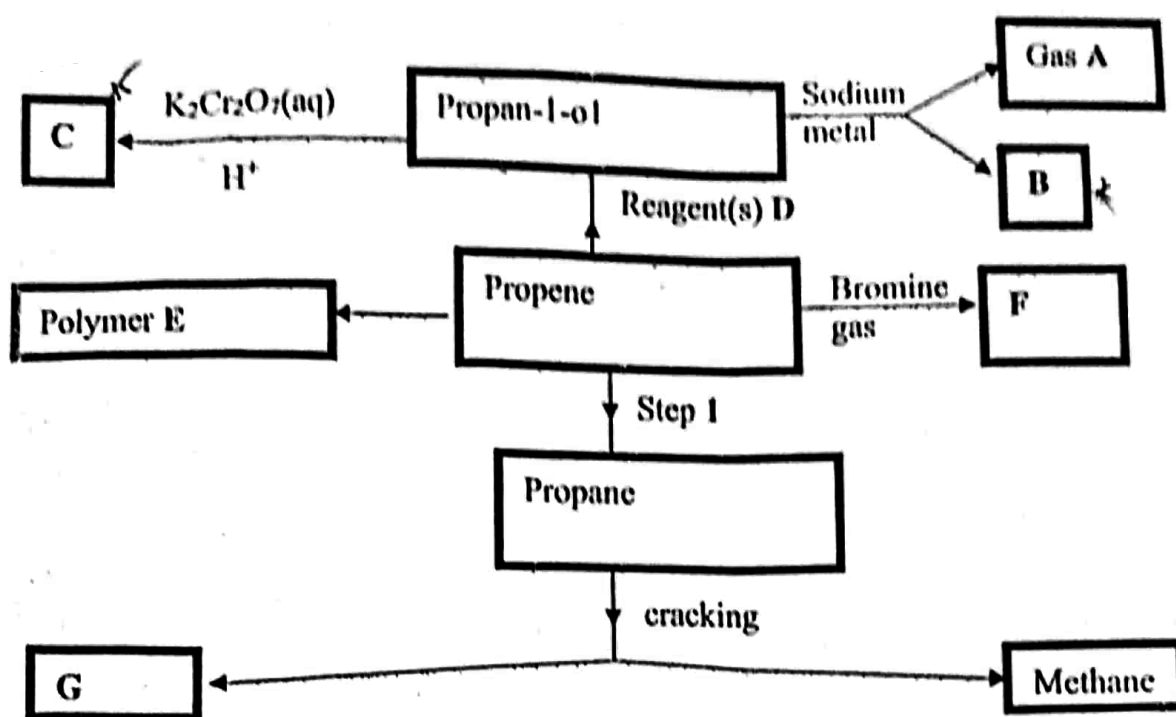 Gas A
K₂Cr₂O₇(aq)
Propan-1-ol
Sodium
metal
C
H⁺
B
Reagent(s) D
Propene
Bromine
gas
F
Polymer E
Step 1
Propane
cracking
G
Methane